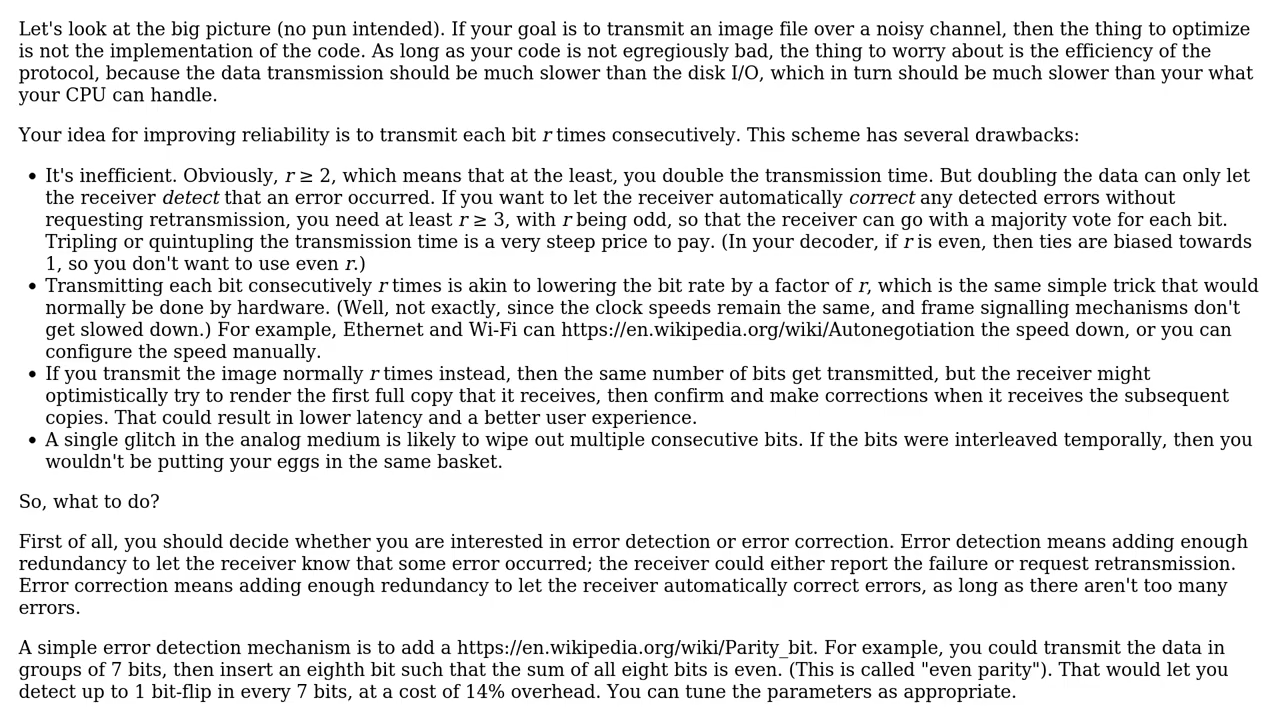 Let's look at the big picture (no pun intended). If your goal is to transmit an image file over a noisy channel, then the thing to optimize
is not the implementation of the code. As long as your code is not egregiously bad, the thing to worry about is the efficiency of the
protocol, because the data transmission should be much slower than the disk I/O, which in turn should be much slower than your what
your CPU can handle.
Your idea for improving reliability is to transmit each bit r times consecutively. This scheme has several drawbacks:
• It's inefficient. Obviously, r ≥ 2, which means that at the least, you double the transmission time. But doubling the data can only let
the receiver detect that an error occurred. If you want to let the receiver automatically correct any detected errors without
requesting retransmission, you need at least r ≥ 3, with r being odd, so that the receiver can go with a majority vote for each bit.
Tripling or quintupling the transmission time is a very steep price to pay. (In your decoder, if r is even, then ties are biased towards
1, so you don't want to use even r.)
• Transmitting each bit consecutively r times is akin to lowering the bit rate by a factor of r, which is the same simple trick that would
normally be done by hardware. (Well, not exactly, since the clock speeds remain the same, and frame signalling mechanisms don't
get slowed down.) For example, Ethernet and Wi-Fi can https://en.wikipedia.org/wiki/Autonegotiation the speed down, or you can
configure the speed manually.
• If you transmit the image normally r times instead, then the same number of bits get transmitted, but the receiver might
optimistically try to render the first full copy that it receives, then confirm and make corrections when it receives the subsequent
copies. That could result in lower latency and a better user experience.
• A single glitch in the analog medium is likely to wipe out multiple consecutive bits. If the bits were interleaved temporally, then you
wouldn't be putting your eggs in the same basket.
So, what to do?
First of all, you should decide whether you are interested in error detection or error correction. Error detection means adding enough
redundancy to let the receiver know that some error occurred; the receiver could either report the failure or request retransmission.
Error correction means adding enough redundancy to let the receiver automatically correct errors, as long as there aren't too many
errors.
A simple error detection mechanism is to add a https://en.wikipedia.org/wiki/Parity_bit. For example, you could transmit the data in
groups of 7 bits, then insert an eighth bit such that the sum of all eight bits is even. (This is called "even parity"). That would let you
detect up to 1 bit-flip in every 7 bits, at a cost of 14% overhead. You can tune the parameters as appropriate.